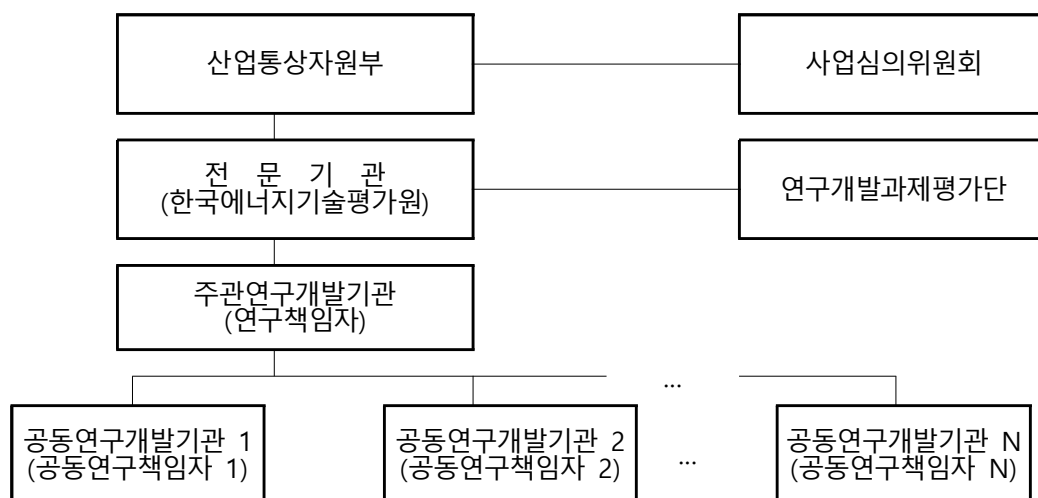 산업통상자원부
사업심의위원회
전 문 기 관
(한국에너지기술평가원)
연구개발과제평가단
주관연구개발기관
(연구책임자)
...
공동연구개발기관 1
(공동연구책임자 1)
공동연구개발기관 2
(공동연구책임자 2)
...
공동연구개발기관 N
(공동연구책임자 N)